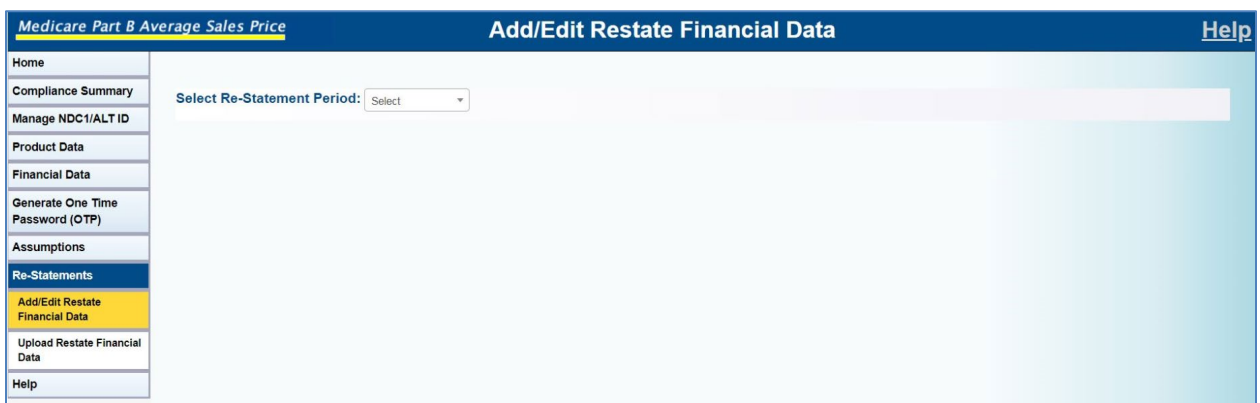 Medicare Part B Average Sales Price
Add/Edit Restate Financial Data
Help
Home
Compliance Summary
Manage NDC1/ALT ID
Product Data
Financial Data
Generate One Time
Password (OTP)
Assumptions
Re-Statements
Add/Edit Restate
Financial Data
Upload Restate Financial
Data
Help
Select Re-Statement Period: Select